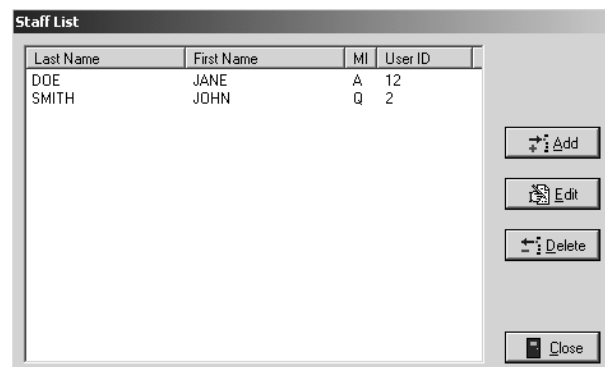 Staff List
Last Name First Name MI User ID
DOE JANE A 12
SMITH JOHN Q 2
Add
Edit
Delete
Close